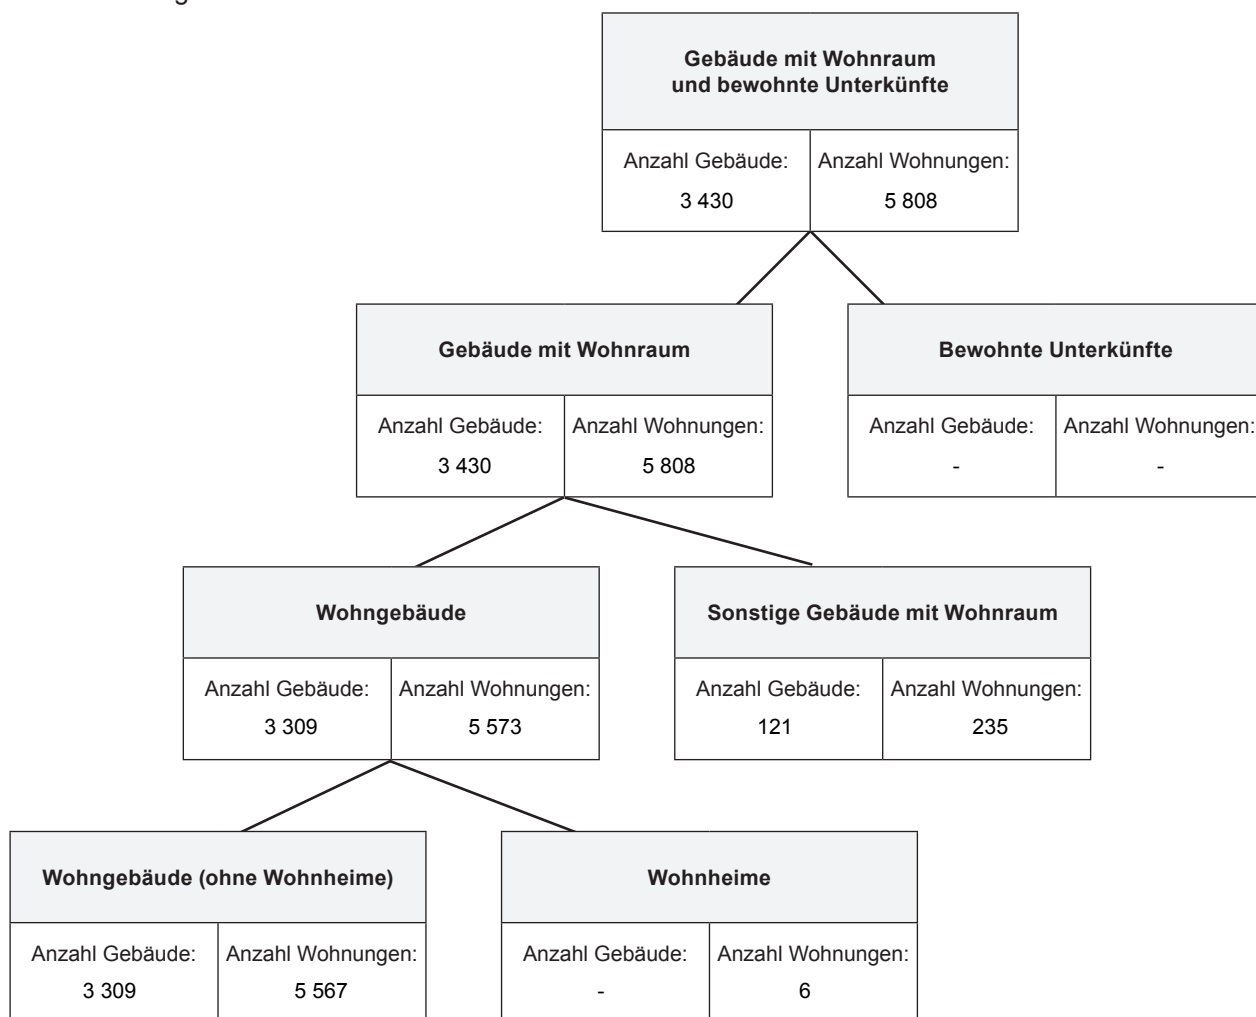 Gebäude mit Wohnraum
und bewohnte Unterkünfte
Anzahl Gebäude: Anzahl Wohnungen:
3 430 5 808
Gebäude mit Wohnraum
Anzahl Gebäude: Anzahl Wohnungen:
3 430 5 808
Bewohnte Unterkünfte
Anzahl Gebäude: Anzahl Wohnungen:
- -
Wohngebäude
Anzahl Gebäude: Anzahl Wohnungen:
3 309 5 573
Sonstige Gebäude mit Wohnraum
Anzahl Gebäude: Anzahl Wohnungen:
121 235
Wohngebäude (ohne Wohnheime)
Anzahl Gebäude: Anzahl Wohnungen:
3 309 5 567
Wohnheime
Anzahl Gebäude: Anzahl Wohnungen:
- 6